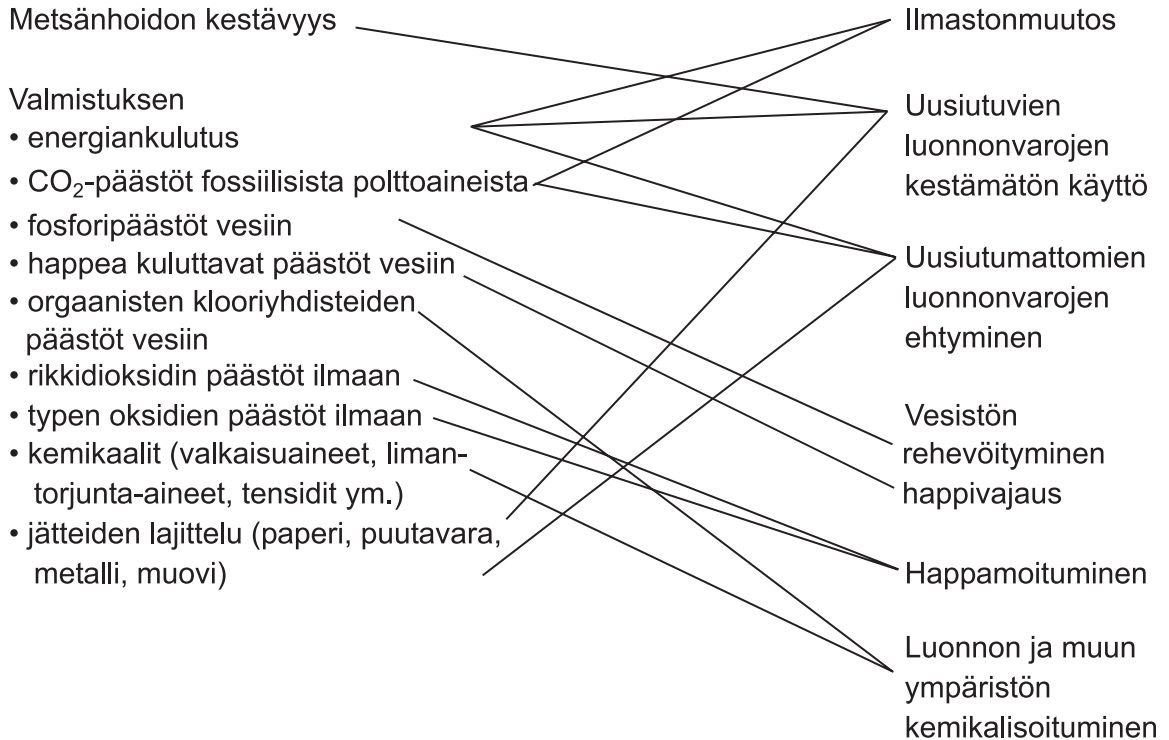 Metsänhoidon kestävyys
Valmistuksen
• energiankulutus
• CO₂-päästöt fossiilisista polttoaineista
• fosforipäästöt vesiin
• happea kuluttavat päästöt vesiin
• orgaanisten klooriyhdisteiden
päästöt vesiin
• rikkidioksidin päästöt ilmaan
• typen oksidien päästöt ilmaan
• kemikaalit (valkaisuaineet, liman-
torjunta-aineet, tensidit ym.)
• jätteiden lajittelu (paperi, puutavara,
metalli, muovi)
Ilmastonmuutos
Uusiutuvien
luonnonvarojen
kestämätön käyttö
Uusiutumattomien
luonnonvarojen
ehtyminen
Vesistön
rehevöityminen
happivajaus
Happamoituminen
Luonnon ja muun
ympäristön
kemikalisoituminen